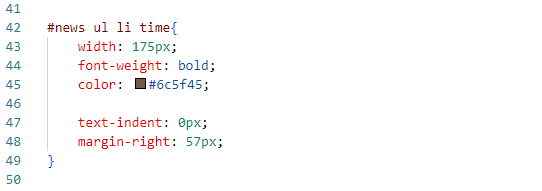 41
42 #news ul li time{
43 width: 175px;
44 font-weight: bold;
45 color: #6c5f45;
46
47 text-indent: 0px;
48 margin-right: 57px;
49 }
50